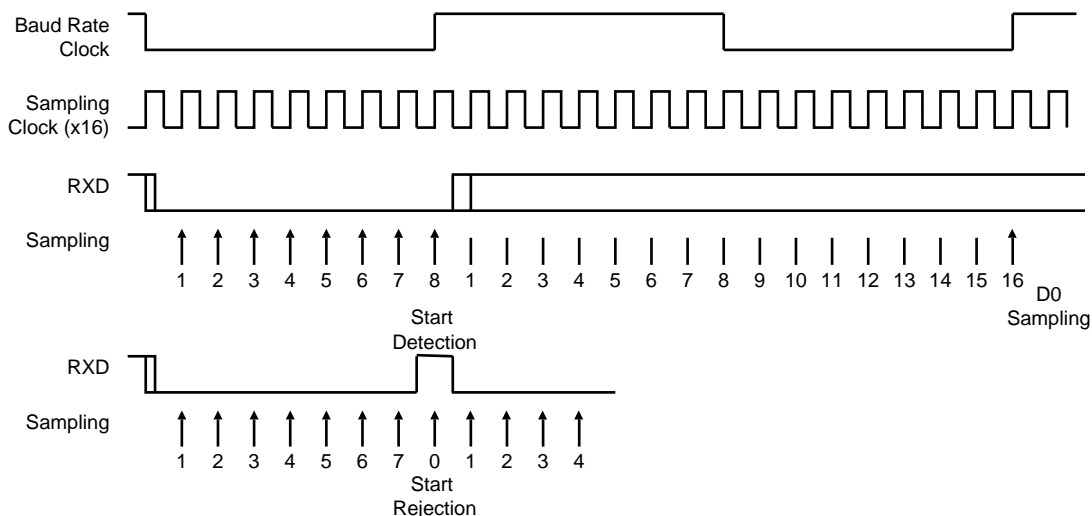 Baud Rate
Clock
Sampling
Clock (x16)
RXD
Sampling
1 2 3 4 5 6 7 8 1 2 3 4 5 6 7 8 9 10 11 12 13 14 15 16
D0
Sampling
Start
Detection
RXD
Sampling
1 2 3 4 5 6 7 0 1 2 3 4
Start
Rejection